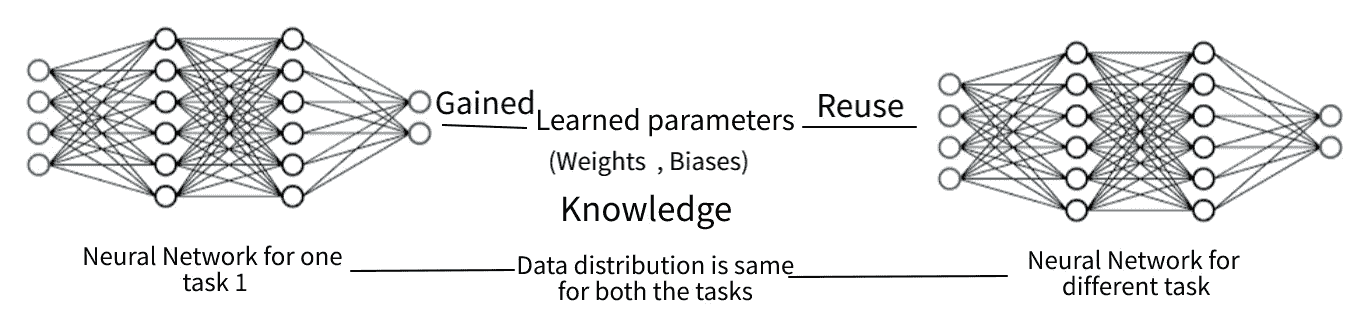 Gained
Learned parameters
Reuse
(Weights , Biases)
Knowledge
Neural Network for one
task 1
Data distribution is same
for both the tasks
Neural Network for
different task